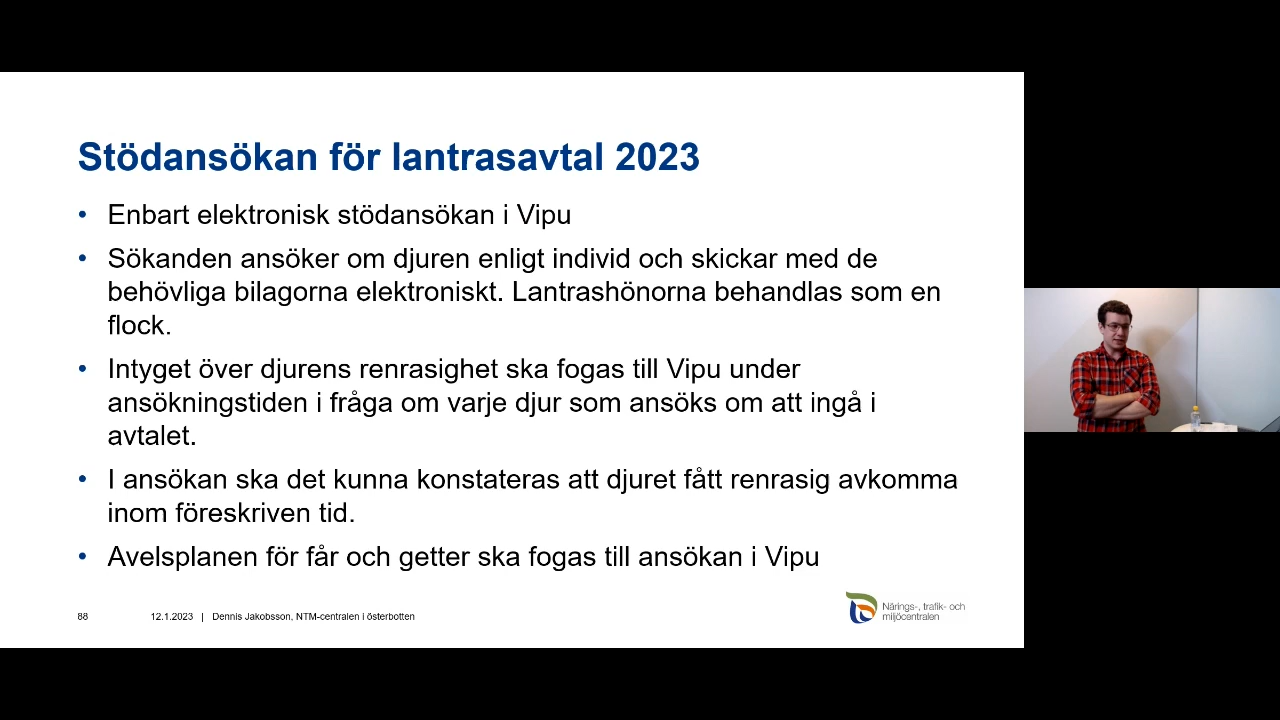 Stödansökan för lantrasavtal 2023
• Enbart elektronisk stödansökan i Vipu
• Sökanden ansöker om djuren enligt individ och skickar med de
behövliga bilagorna elektroniskt. Lantrashönorna behandlas som en
flock.
• Intyget över djurens renrasighet ska fogas till Vipu under
ansökningstiden i fråga om varje djur som ansöks om att ingå i
avtalet.
• I ansökan ska det kunna konstateras att djuret fått renrasig avkomma
inom föreskriven tid.
• Avelsplanen för får och getter ska fogas till ansökan i Vipu
88 12.1.2023 | Dennis Jakobsson, NTM-centralen i österbotten
Närings-, trafik- och
miljöcentralen